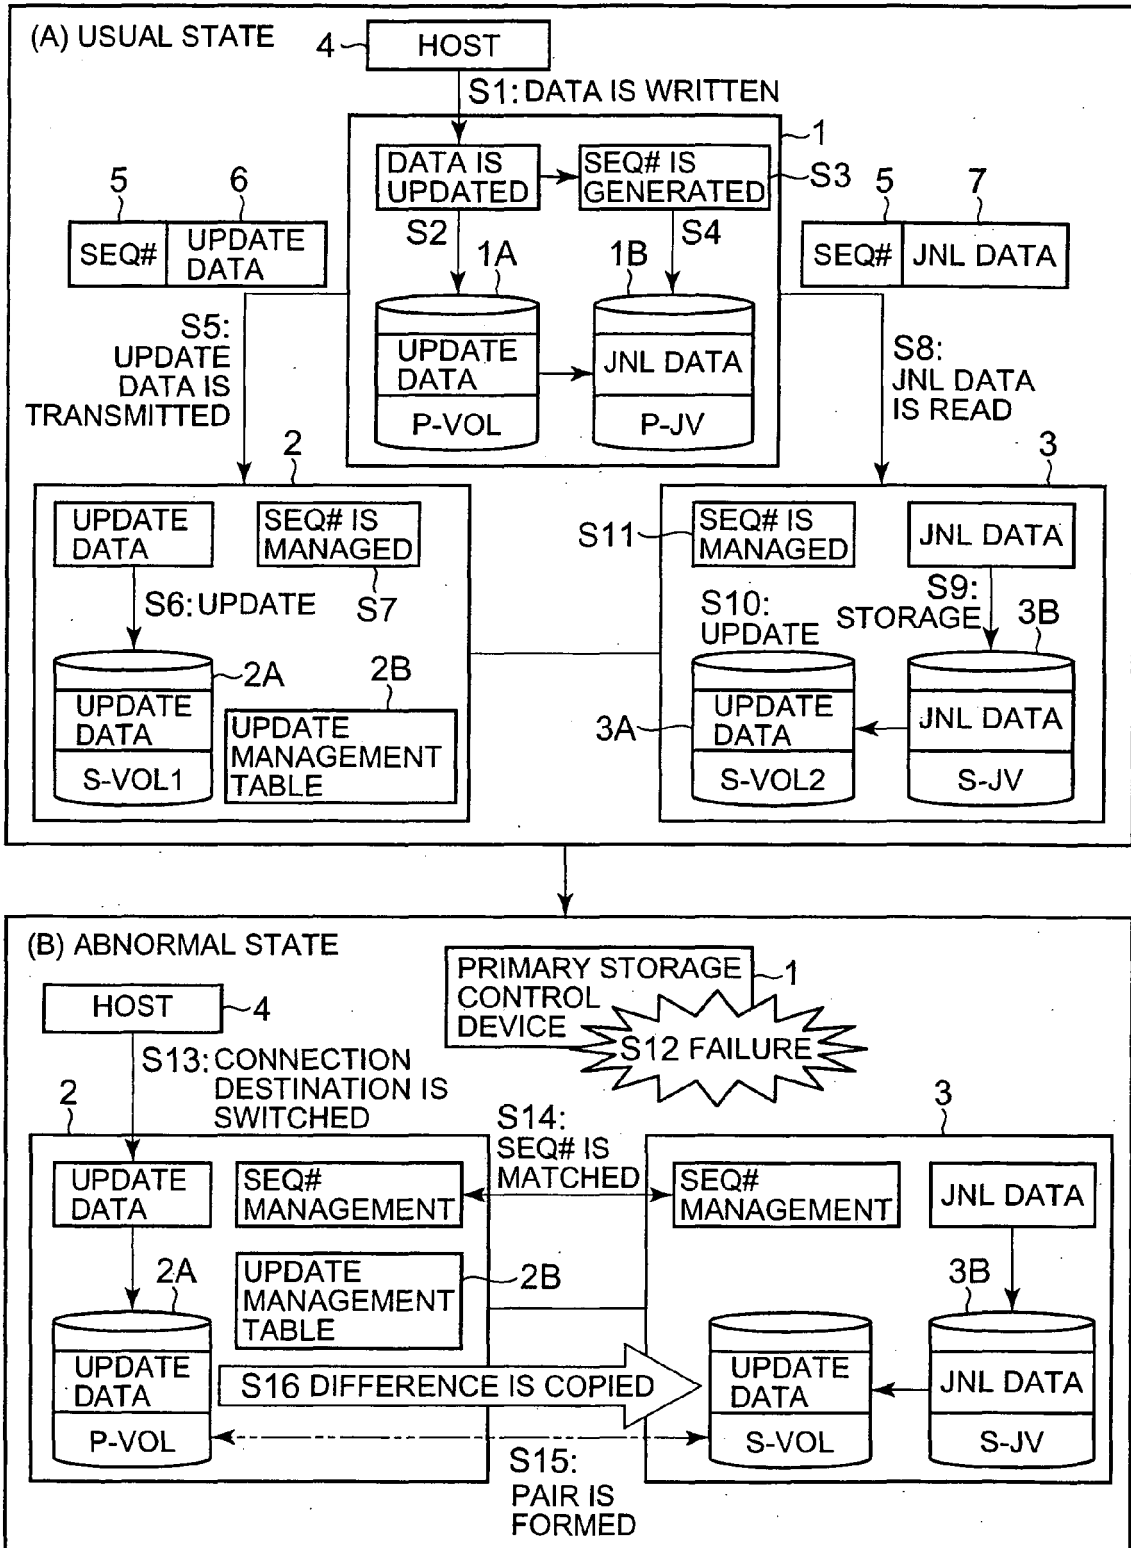 (A) USUAL STATE
4
HOST
S1: DATA IS WRITTEN
1
DATA IS
UPDATED
SEQ# IS
GENERATED
S3
S2
S4
5
6
SEQ#
UPDATE
DATA
5
7
SEQ#
JNL DATA
1A
1B
UPDATE
DATA
P-VOL
JNL DATA
P-JV
S5:
UPDATE
DATA IS
TRANSMITTED
S8:
JNL DATA
IS READ
2
UPDATE
DATA
SEQ# IS
MANAGED
S6: UPDATE
S7
2A
2B
UPDATE
DATA
S-VOL1
UPDATE
MANAGEMENT
TABLE
3
S11
SEQ# IS
MANAGED
JNL DATA
S10:
UPDATE
S9:
STORAGE
3B
3A
UPDATE
DATA
S-VOL2
JNL DATA
S-JV
(B) ABNORMAL STATE
HOST
4
PRIMARY STORAGE
CONTROL
DEVICE
1
S12 FAILURE
S13: CONNECTION
DESTINATION IS
SWITCHED
2
S14:
SEQ# IS
MATCHED
3
UPDATE
DATA
SEQ#
MANAGEMENT
SEQ#
MANAGEMENT
JNL DATA
2A
UPDATE
MANAGEMENT
TABLE
2B
3B
UPDATE
DATA
P-VOL
S16 DIFFERENCE IS COPIED
UPDATE
DATA
S-VOL
JNL DATA
S-JV
S15:
PAIR IS
FORMED